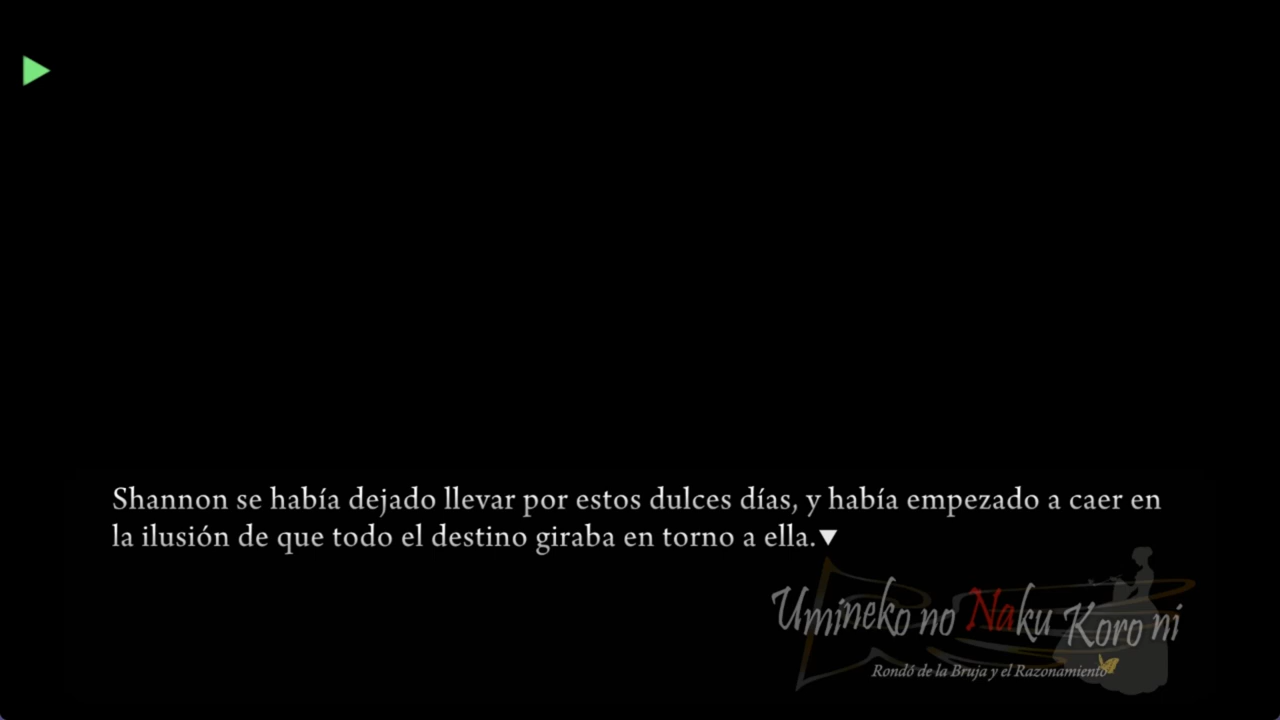 Shannon se había dejado llevar por estos dulces días, y había empezado a caer en
la ilusión de que todo el destino giraba en torno a ella.
Umineko no Naku Koro ni
Rondó de la Bruja y el Razonamiento